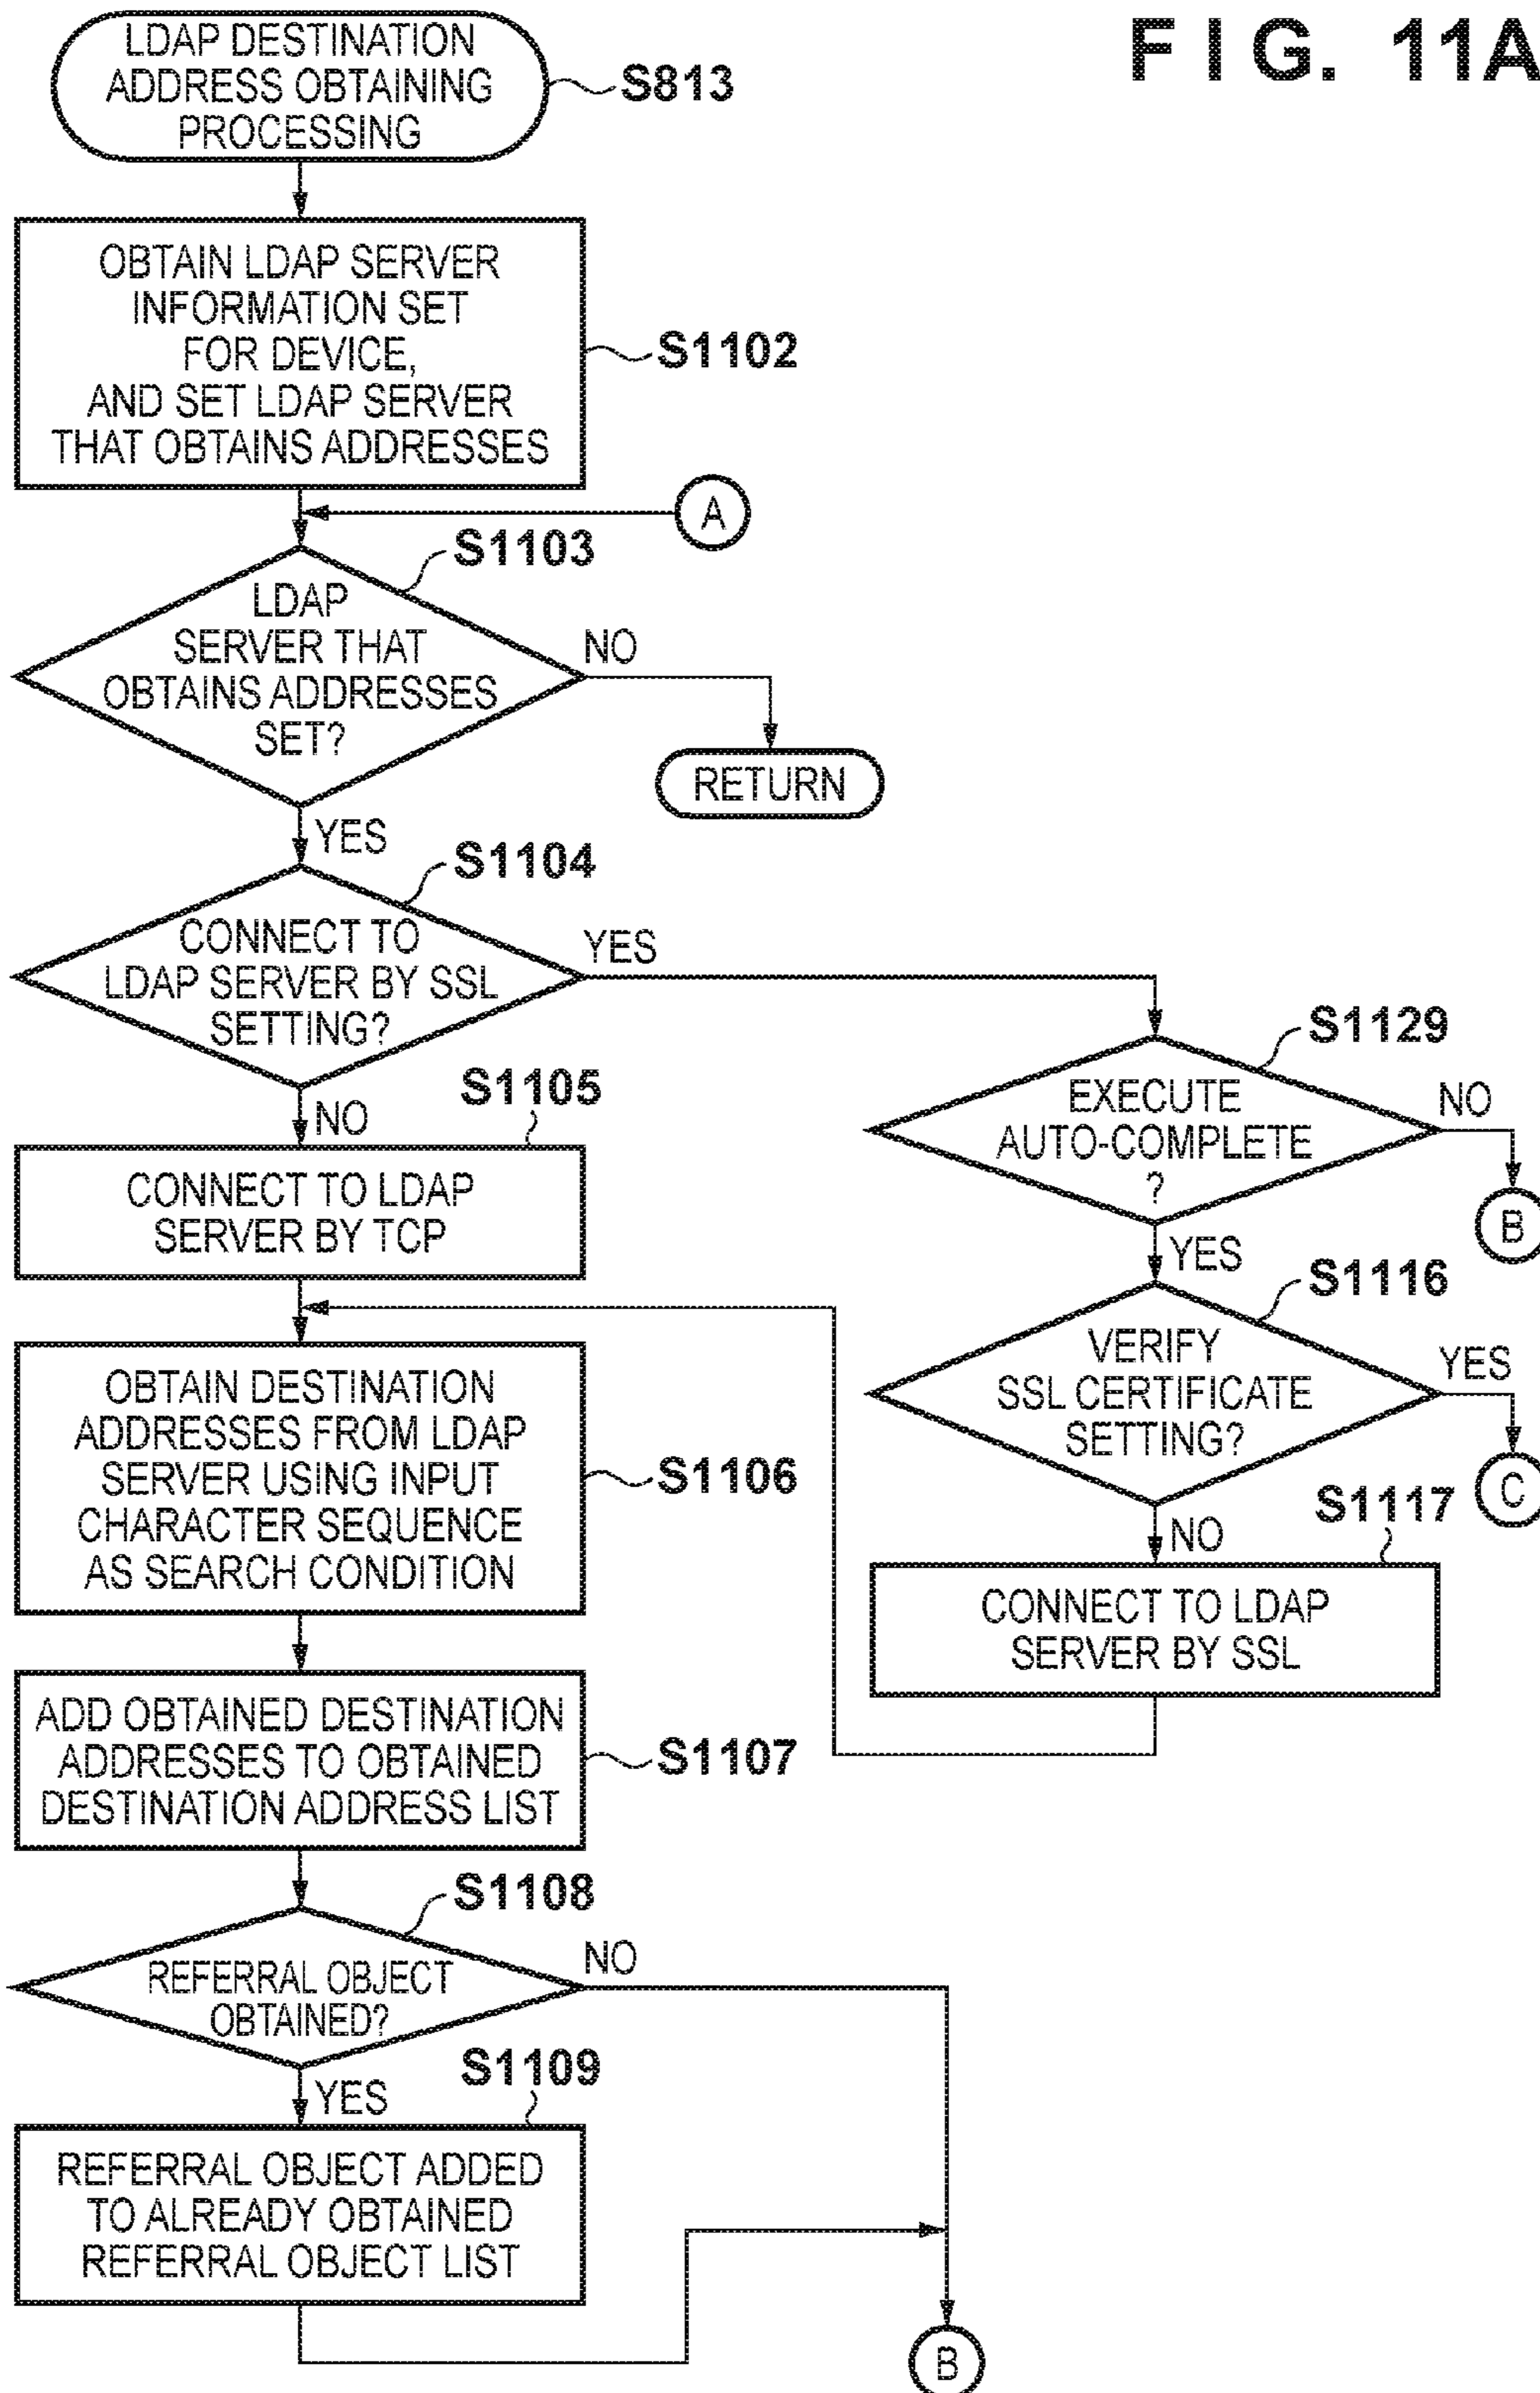 FIG. 11A
LDAP DESTINATION
ADDRESS OBTAINING
PROCESSING
S813
OBTAIN LDAP SERVER
INFORMATION SET
FOR DEVICE,
AND SET LDAP SERVER
THAT OBTAINS ADDRESSES
S1102
A
S1103
LDAP
SERVER THAT
OBTAINS ADDRESSES
SET?
NO
RETURN
YES
S1104
CONNECT TO
LDAP SERVER BY SSL
SETTING?
YES
NO
S1129
EXECUTE
AUTO-COMPLETE
?
NO
B
YES
S1105
CONNECT TO LDAP
SERVER BY TCP
S1116
VERIFY
SSL CERTIFICATE
SETTING?
YES
C
NO
S1117
CONNECT TO LDAP
SERVER BY SSL
OBTAIN DESTINATION
ADDRESSES FROM LDAP
SERVER USING INPUT
CHARACTER SEQUENCE
AS SEARCH CONDITION
S1106
ADD OBTAINED DESTINATION
ADDRESSES TO OBTAINED
DESTINATION ADDRESS LIST
S1107
S1108
REFERRAL OBJECT
OBTAINED?
NO
YES
S1109
REFERRAL OBJECT ADDED
TO ALREADY OBTAINED
REFERRAL OBJECT LIST
B